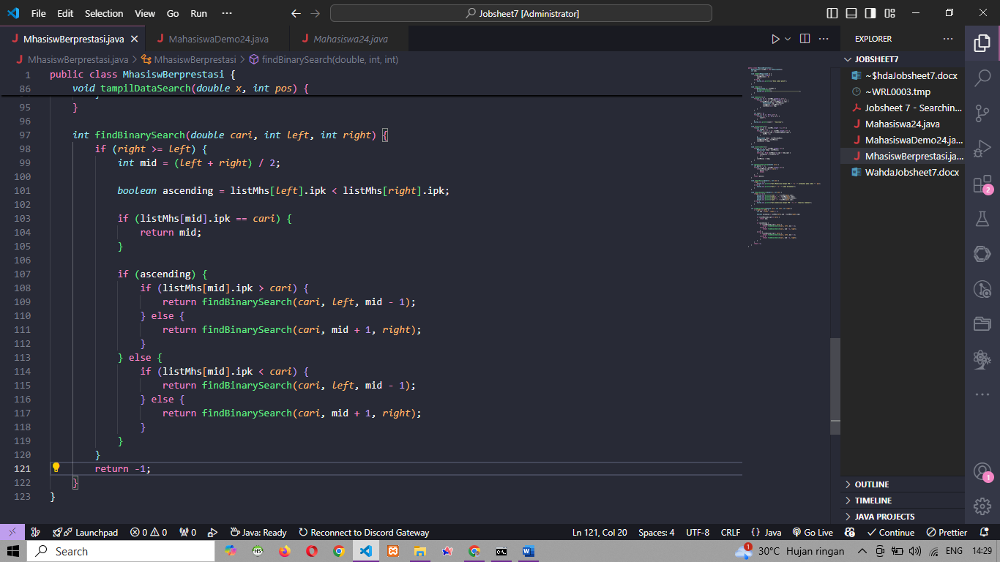 File Edit Selection View Go Run ··· Jobsheet7 [Administrator]
MhasiswBerprestasi.java MahasiswaDemo24.java Mahasiswa24.java
MhasiswBerprestasi.java > MhasiswBerprestasi > findBinarySearch(double, int, int)
1 public class MhasiswBerprestasi {
86 void tampilDataSearch(double x, int pos) {
95 }
96
97 int findBinarySearch(double cari, int left, int right) {
98 if (right >= left) {
99 int mid = (left + right) / 2;
100
101 boolean ascending = listMhs[left].ipk < listMhs[right].ipk;
102
103 if (listMhs[mid].ipk == cari) {
104 return mid;
105 }
106
107 if (ascending) {
108 if (listMhs[mid].ipk > cari) {
109 return findBinarySearch(cari, left, mid - 1);
110 } else {
111 return findBinarySearch(cari, mid + 1, right);
112 }
113 } else {
114 if (listMhs[mid].ipk < cari) {
115 return findBinarySearch(cari, left, mid - 1);
116 } else {
117 return findBinarySearch(cari, mid + 1, right);
118 }
119 }
120 }
121 return -1;
122 }
123 }
EXPLORER ···
JOBSHEET7
~$hdaJobsheet7.docx
~WRL0003.tmp
Jobsheet 7 - Searchin...
Mahasiswa24.java
MahasiswaDemo24.ja...
MhasiswBerprestasi.ja...
WahdaJobsheet7.docx
OUTLINE
TIMELINE
JAVA PROJECTS
2
1
Launchpad 0 0 0 Java: Ready Reconnect to Discord Gateway Ln 121, Col 20 Spaces: 4 UTF-8 CRLF {} Java Go Live Continue Prettier
Search 1 30°C Hujan ringan ENG 14:29